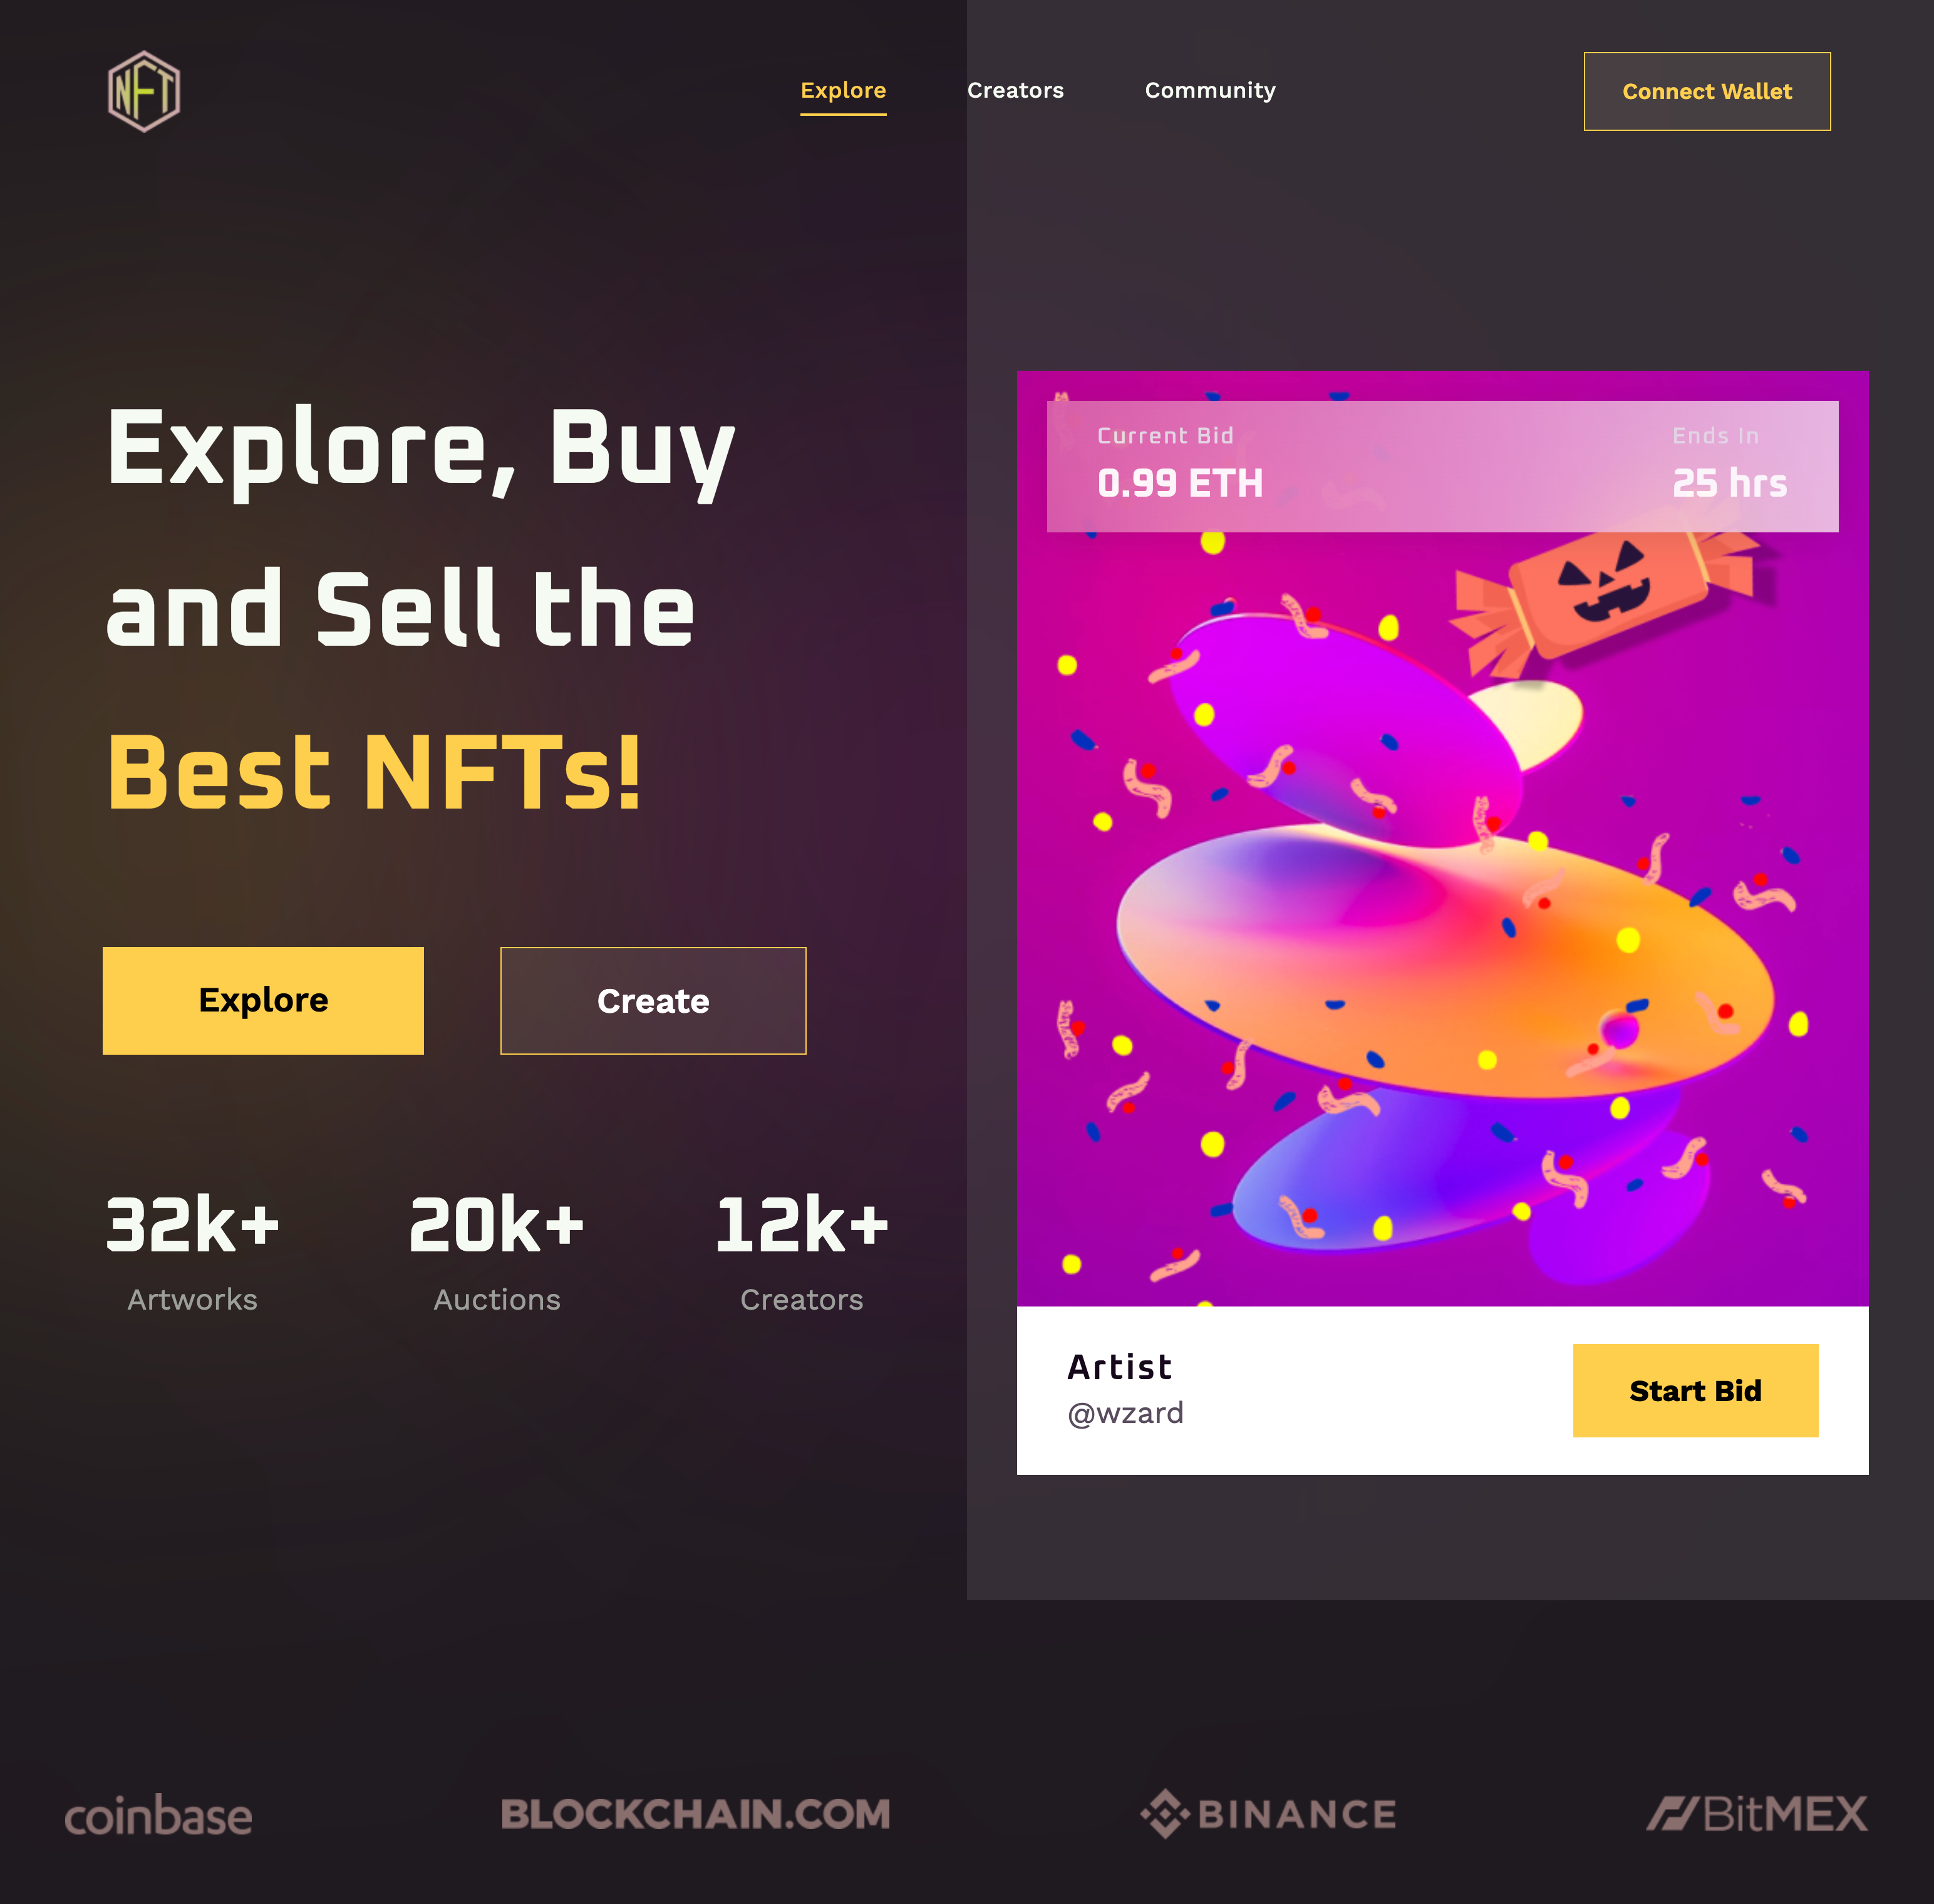 NFT
Explore Creators Community
Connect Wallet
Explore, Buy
and Sell the
Best NFTs!
Explore Create
32k+ 20k+ 12k+
Artworks Auctions Creators
Current Bid Ends In
0.99 ETH 25 hrs
Artist
@wzard
Start Bid
coinbase BLOCKCHAIN.COM BINANCE BitMEX